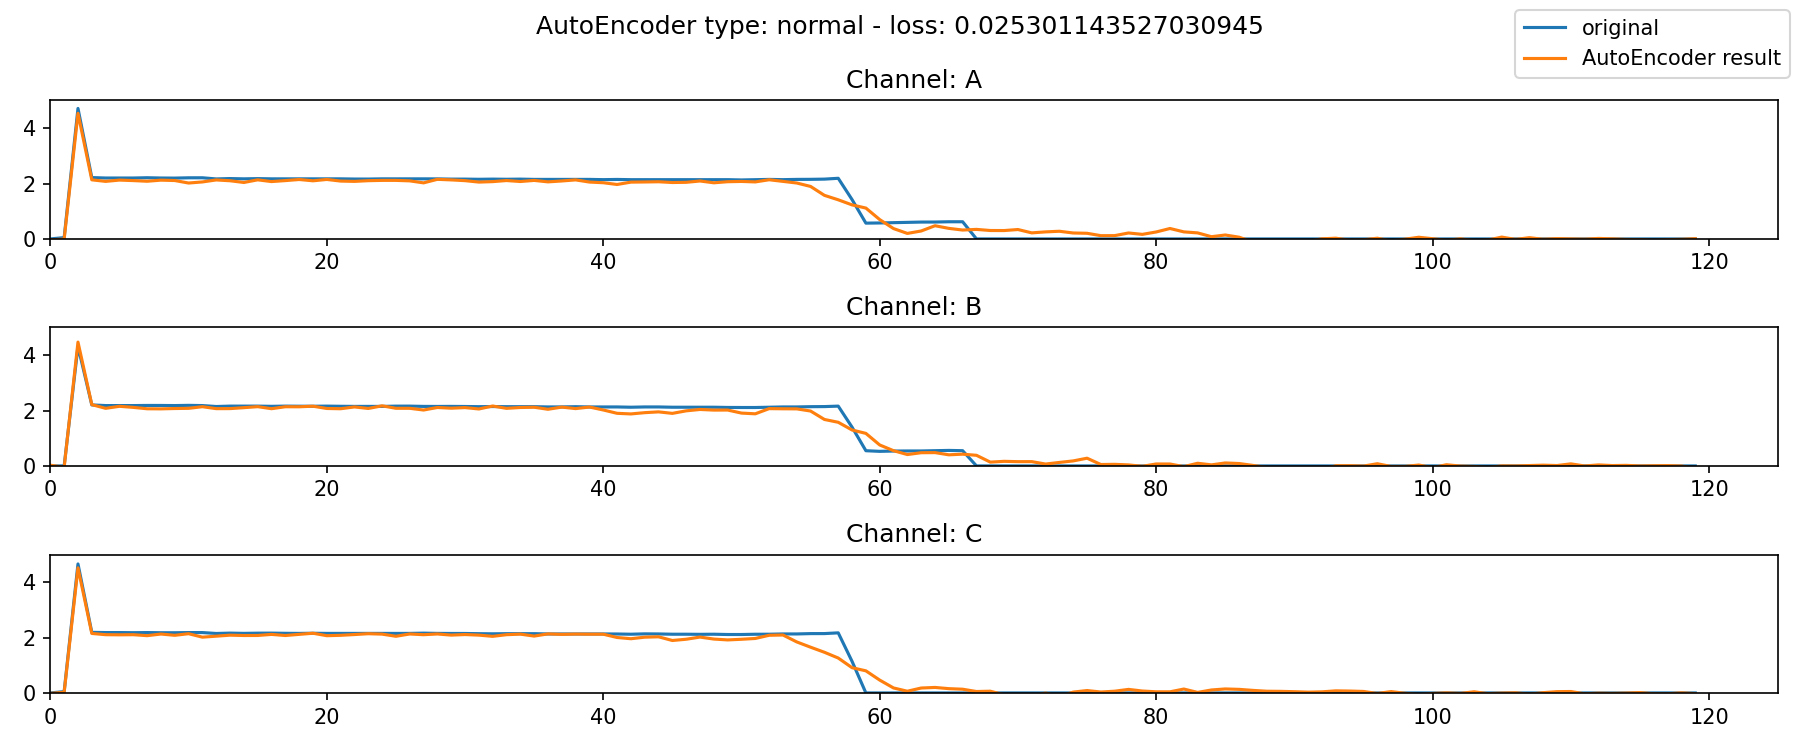 AutoEncoder type: normal - loss: 0.025301143527030945
original
AutoEncoder result
Channel: A
4
2
0
0 20 40 60 80 100 120
Channel: B
4
2
0
0 20 40 60 80 100 120
Channel: C
4
2
0
0 20 40 60 80 100 120